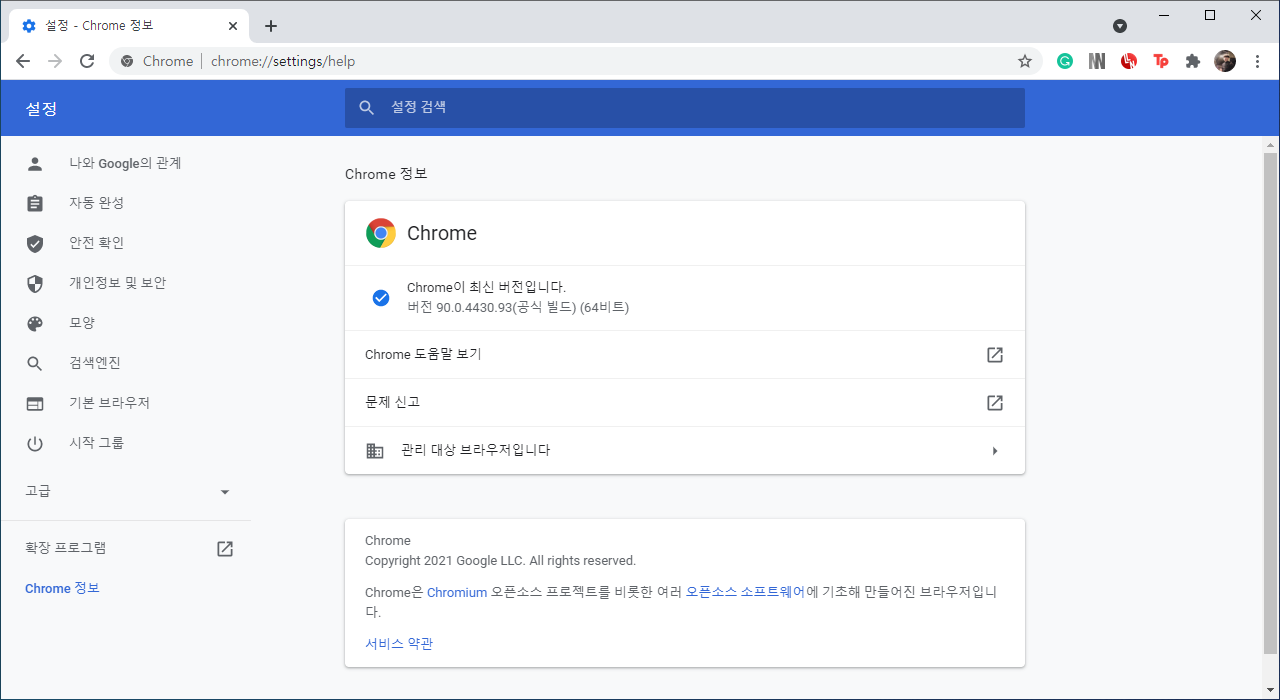 설정 - Chrome 정보
Chrome | chrome://settings/help
설정
설정 검색
나와 Google의 관계
자동 완성
안전 확인
개인정보 및 보안
모양
검색엔진
기본 브라우저
시작 그룹
고급
확장 프로그램
Chrome 정보
Chrome 정보
Chrome
Chrome이 최신 버전입니다.
버전 90.0.4430.93(공식 빌드) (64비트)
Chrome 도움말 보기
문제 신고
관리 대상 브라우저입니다
Chrome
Copyright 2021 Google LLC. All rights reserved.
Chrome은 Chromium 오픈소스 프로젝트를 비롯한 여러 오픈소스 소프트웨어에 기초해 만들어진 브라우저입니
다.
서비스 약관